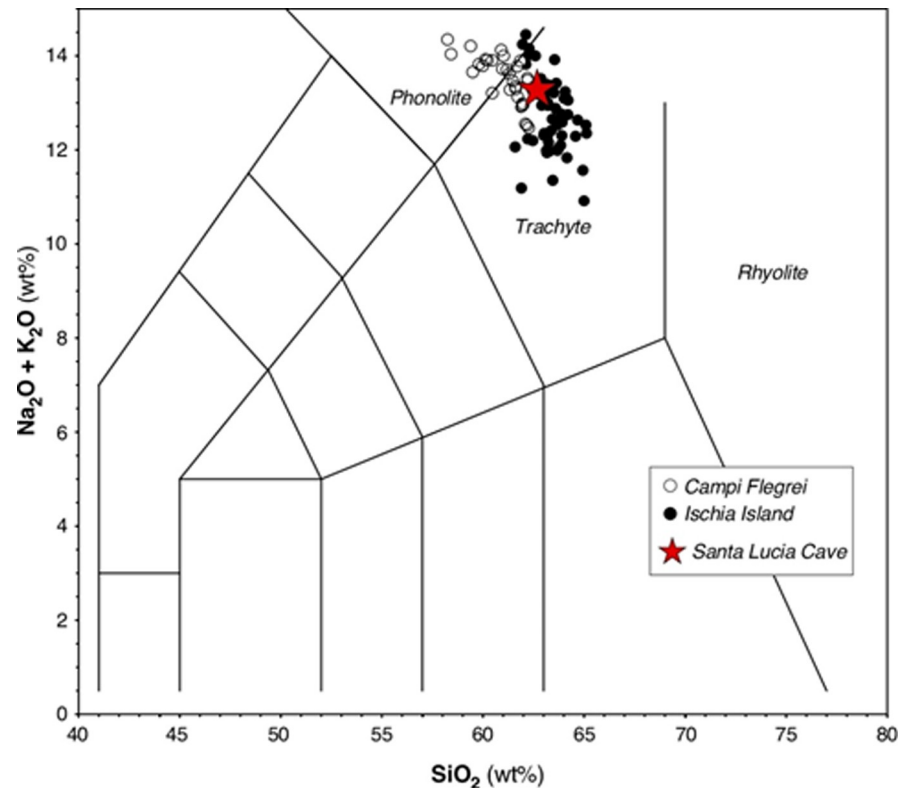 14
12
10
8
6
4
2
0
Na₂O + K₂O (wt%)
Phonolite
Trachyte
Rhyolite
Campi Flegrei
Ischia Island
Santa Lucia Cave
40 45 50 55 60 65 70 75 80
SiO₂ (wt%)